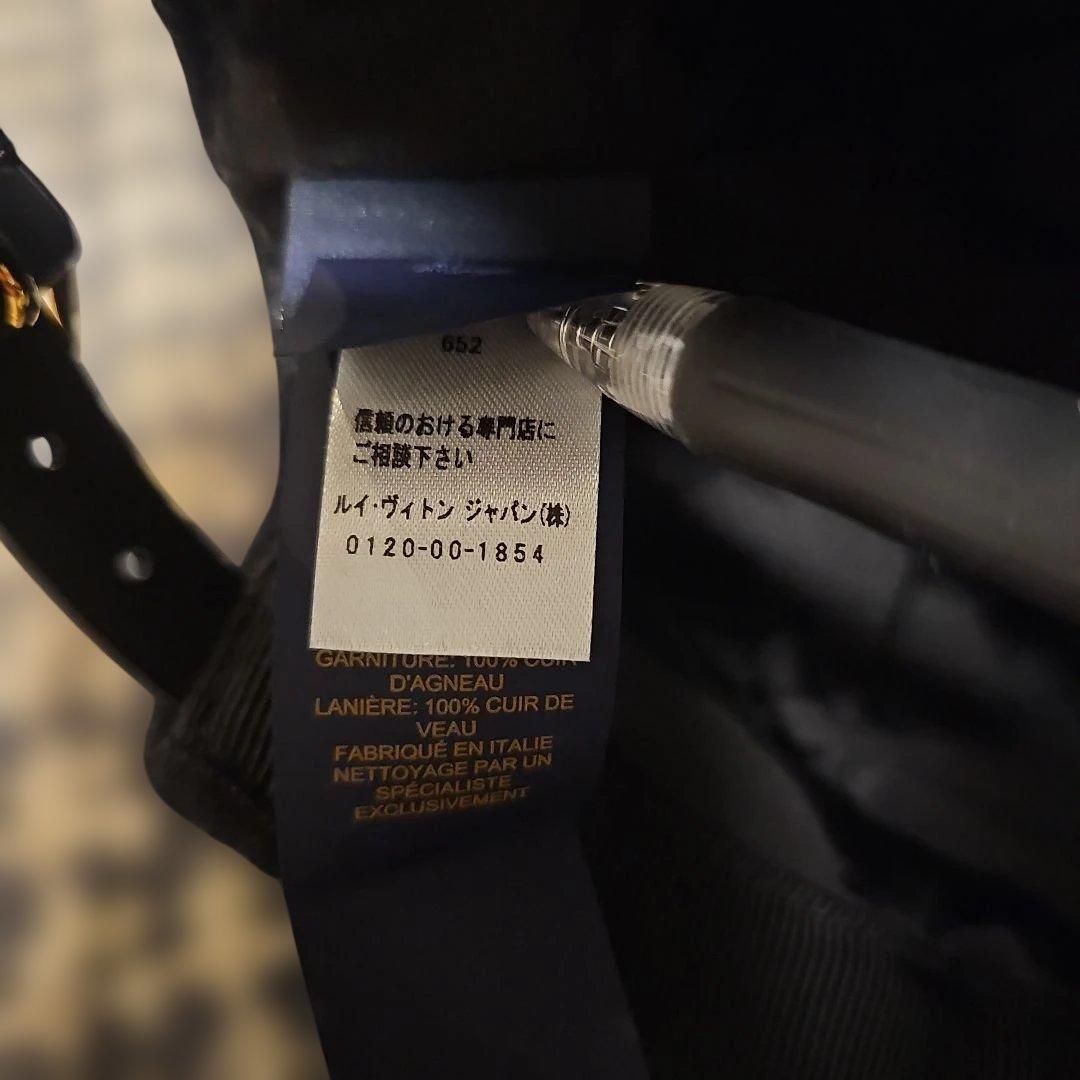 652
信頼のおける専門店に
ご相談下さい
ルイ・ヴィトン ジャパン(株)
0120-00-1854
GARNITURE: 100% CUIR
D'AGNEAU
LANIÈRE: 100% CUIR DE
VEAU
FABRIQUÉ EN ITALIE
NETTOYAGE PAR UN
SPÉCIALISTE
EXCLUSIVEMENT